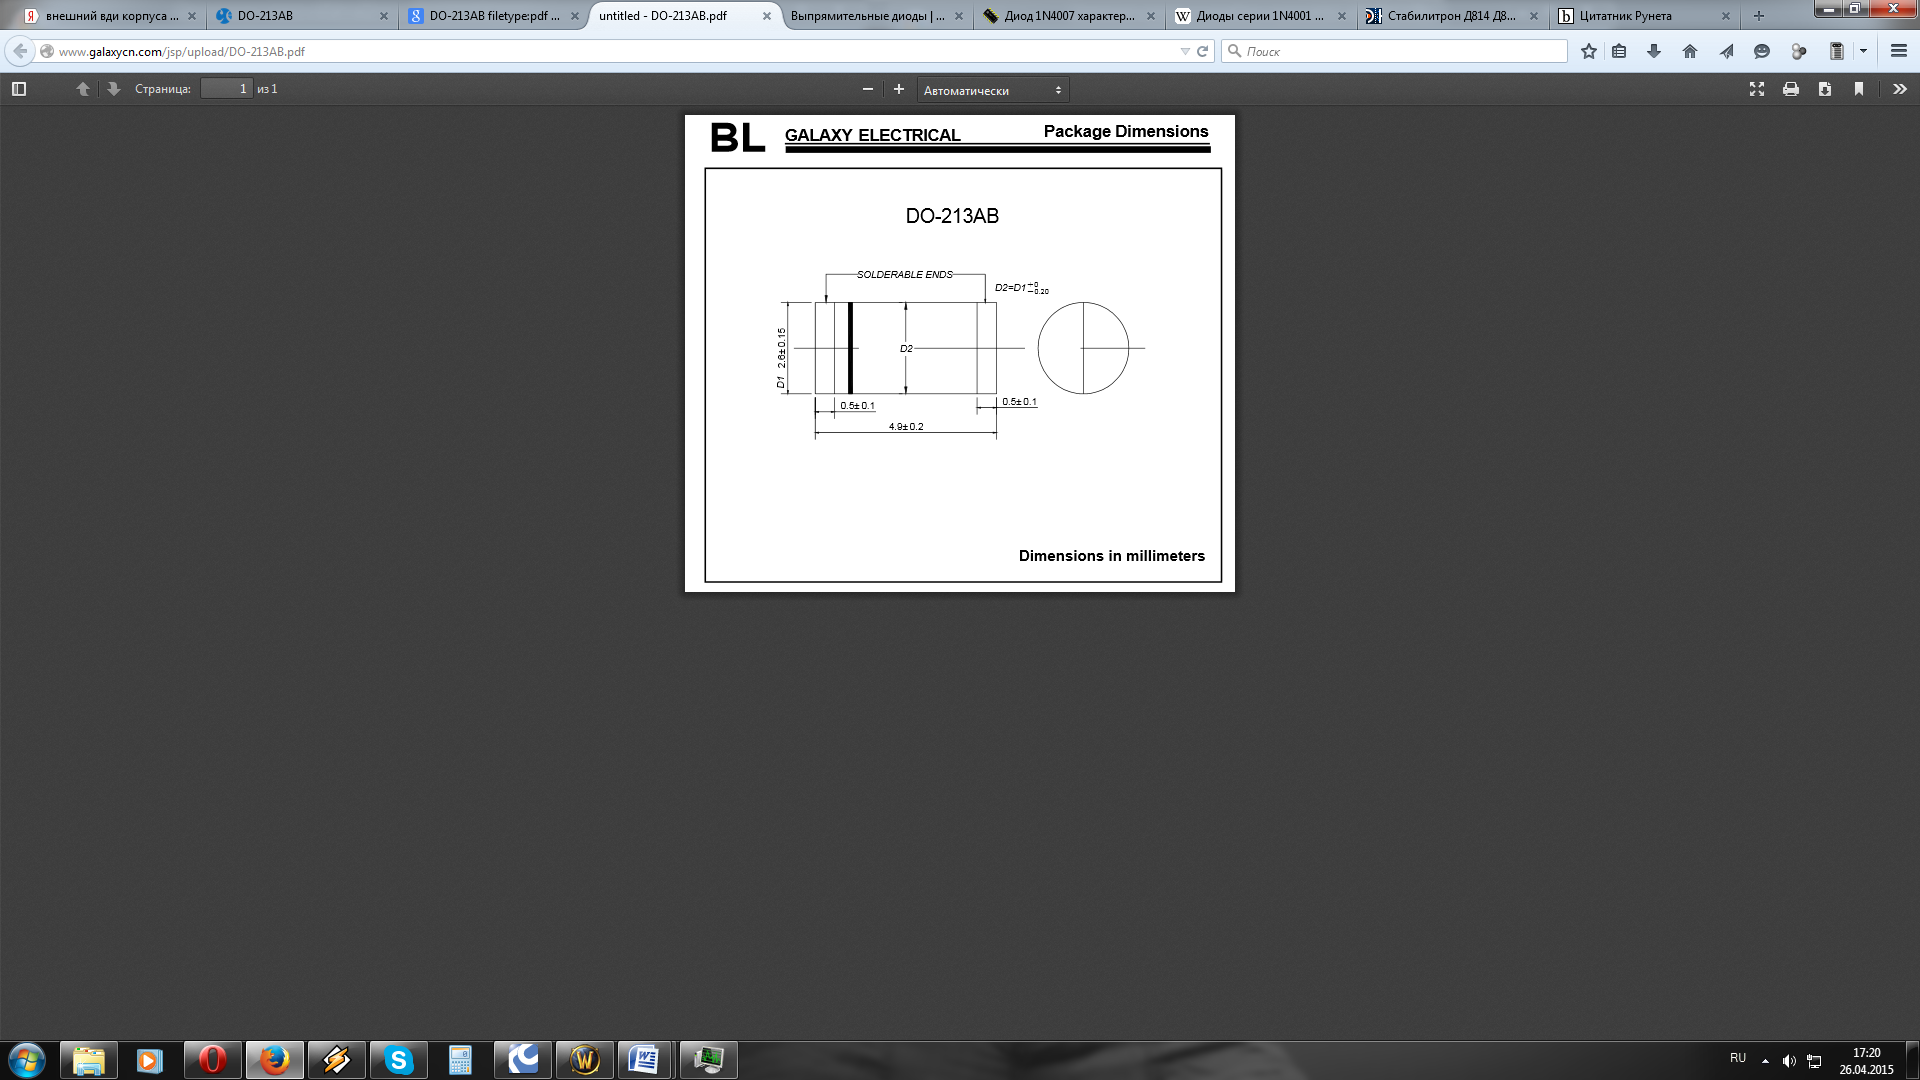 внешний вди корпуса ...
DO-213AB
DO-213AB filetype:pdf ...
untitled - DO-213AB.pdf
Выпрямительные диоды | ...
Диод 1N4007 характер...
Диоды серии 1N4001 ...
Стабилитрон Д814 Д8...
Цитатник Рунета
www.galaxycn.com/jsp/upload/DO-213AB.pdf
Поиск
Страница:
1
из 1
Автоматически
BL
GALAXY ELECTRICAL
Package Dimensions
DO-213AB
SOLDERABLE ENDS
D2=D1 +0 −0.20
D1 2.6±0.15
D2
0.5±0.1
0.5±0.1
4.9±0.2
Dimensions in millimeters
RU
17:20
26.04.2015